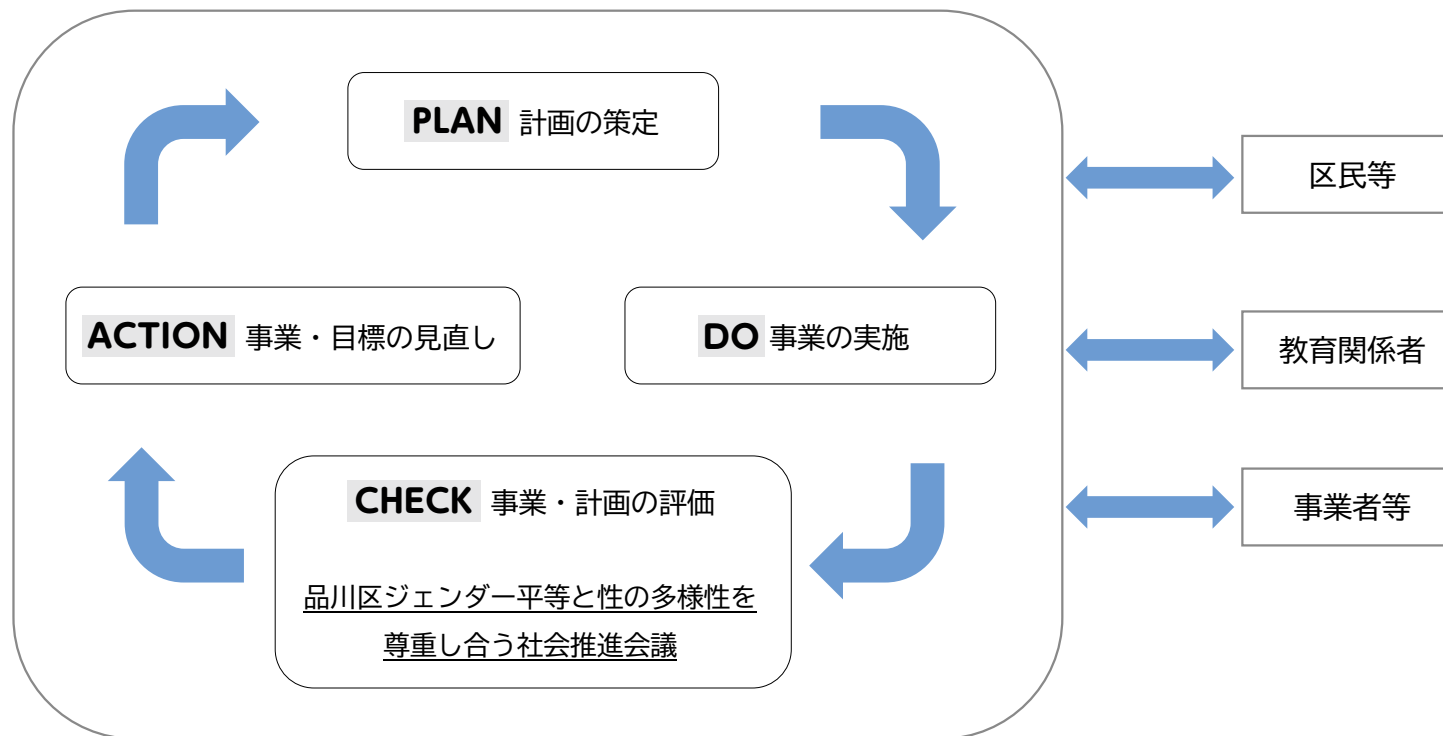 PLAN 計画の策定
ACTION 事業・目標の見直し
DO 事業の実施
CHECK 事業・計画の評価
品川区ジェンダー平等と性の多様性を
尊重し合う社会推進会議
区民等
教育関係者
事業者等